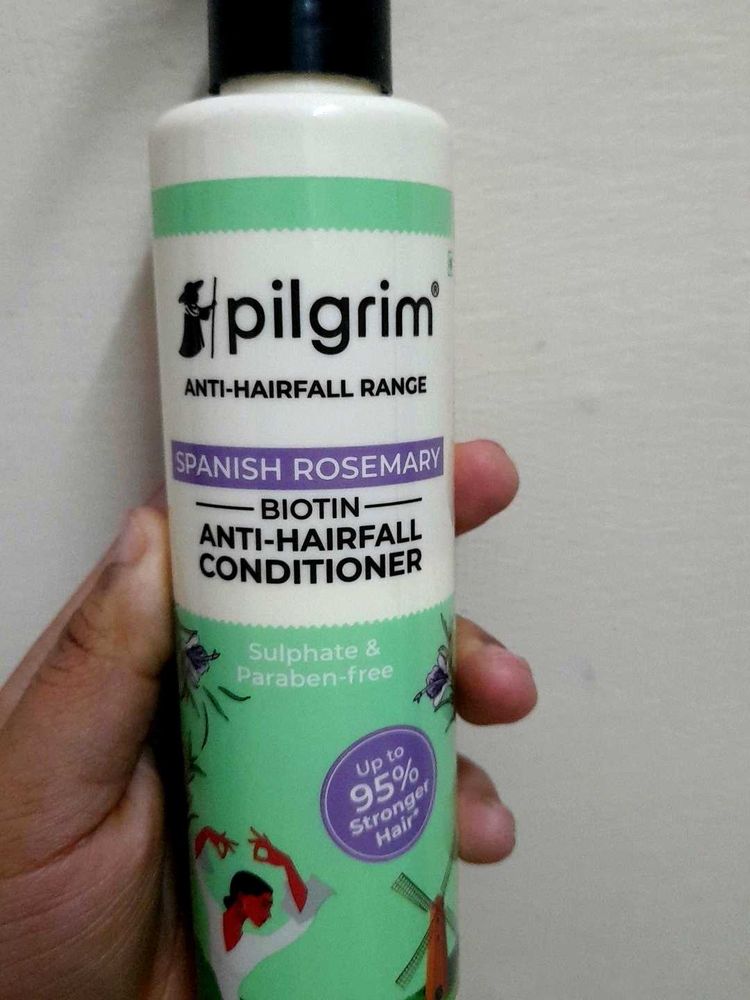 pilgrim®
ANTI-HAIRFALL RANGE
SPANISH ROSEMARY
BIOTIN
ANTI-HAIRFALL
CONDITIONER
Sulphate &
Paraben-free
Up to
95%
Stronger
Hair*